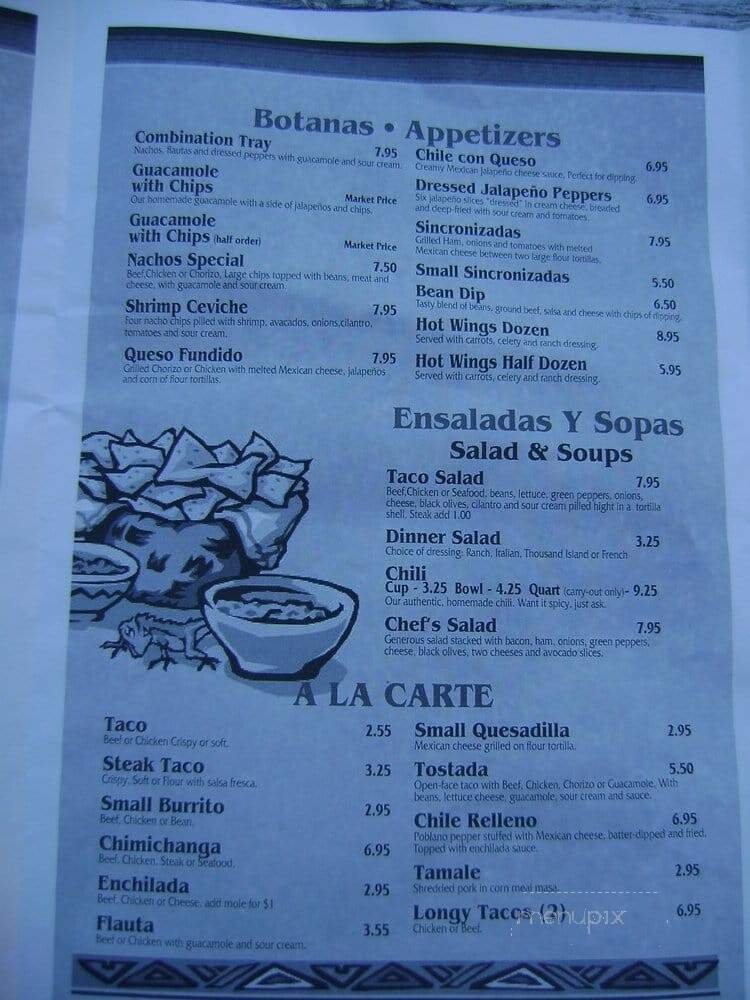 Botanas • Appetizers
Combination Tray
7.95
Nachos, flautas and dressed peppers with guacamole and sour cream.
Guacamole
with Chips
Market Price
Our homemade guacamole with a side of jalapeños and chips.
Guacamole
with Chips (half order)
Market Price
Nachos Special
7.50
Beef,Chicken or Chorizo, Large chips topped with beans, meat and
cheese, with guacamole and sour cream.
Shrimp Ceviche
7.95
Four nacho chips pilled with shrimp, avacados, onions,cilantro,
tomatoes and sour cream.
Queso Fundido
7.95
Grilled Chorizo or Chicken with melted Mexican cheese, jalapeños
and corn of flour tortillas.
Chile con Queso
6.95
Creamy Mexican Jalapeño cheese sauce, Perfect for dipping.
Dressed Jalapeño Peppers
6.95
Six jalapeño slices "dressed" in cream cheese, breaded
and deep-fried with sour cream and tomatoes.
Sincronizadas
7.95
Grilled Ham, onions and tomatoes with melted
Mexican cheese between two large flour tortillas.
Small Sincronizadas
5.50
Bean Dip
6.50
Tasty blend of beans, ground beef, salsa and cheese with chips of dipping.
Hot Wings Dozen
8.95
Served with carrots, celery and ranch dressing.
Hot Wings Half Dozen
5.95
Served with carrots, celery and ranch dressing.
Ensaladas Y Sopas
Salad & Soups
Taco Salad
7.95
Beef,Chicken or Seafood, beans, lettuce, green peppers, onions,
cheese, black olives, cilantro and sour cream pilled hight in a tortilla
shell. Steak add 1.00
Dinner Salad
3.25
Choice of dressing: Ranch, Italian, Thousand Island or French
Chili
Cup - 3.25 Bowl - 4.25 Quart (carry-out only)- 9.25
Our authentic, homemade chili. Want it spicy, just ask.
Chef's Salad
7.95
Generous salad stacked with bacon, ham, onions, green peppers,
cheese, black olives, two cheeses and avocado slices.
A LA CARTE
Taco
2.55
Beef or Chicken Crispy or soft.
Steak Taco
3.25
Crispy, Soft or Flour with salsa fresca.
Small Burrito
2.95
Beef, Chicken or Bean.
Chimichanga
6.95
Beef, Chicken, Steak or Seafood.
Enchilada
2.95
Beef, Chicken or Cheese, add mole for $1
Flauta
3.55
Beef or Chicken with guacamole and sour cream.
Small Quesadilla
2.95
Mexican cheese grilled on flour tortilla.
Tostada
5.50
Open-face taco with Beef, Chicken, Chorizo or Guacamole, With
beans, lettuce cheese, guacamole, sour cream and sauce.
Chile Relleno
6.95
Poblano pepper stuffed with Mexican cheese, batter-dipped and fried.
Topped with enchilada sauce.
Tamale
2.95
Shredded pork in corn meal masa.
Longy Tacos (2)
6.95
Chicken or Beef.
menupix